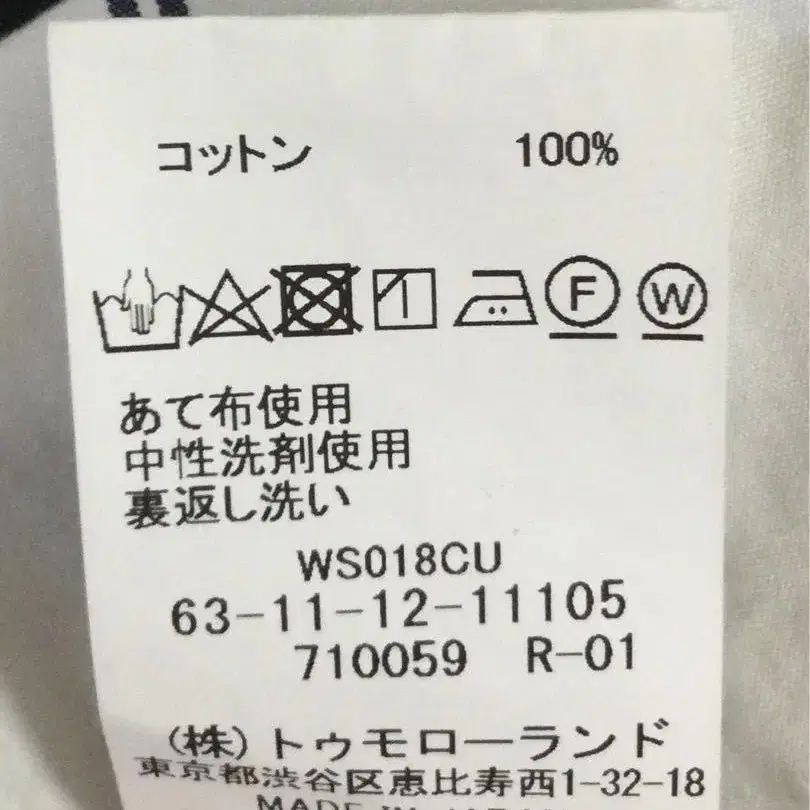 コットン 100%
F W
あて布使用
中性洗剤使用
裏返し洗い
WS018CU
63-11-12-11105
710059 R-01
(株)トゥモローランド
東京都渋谷区恵比寿西1-32-18
MADE IN